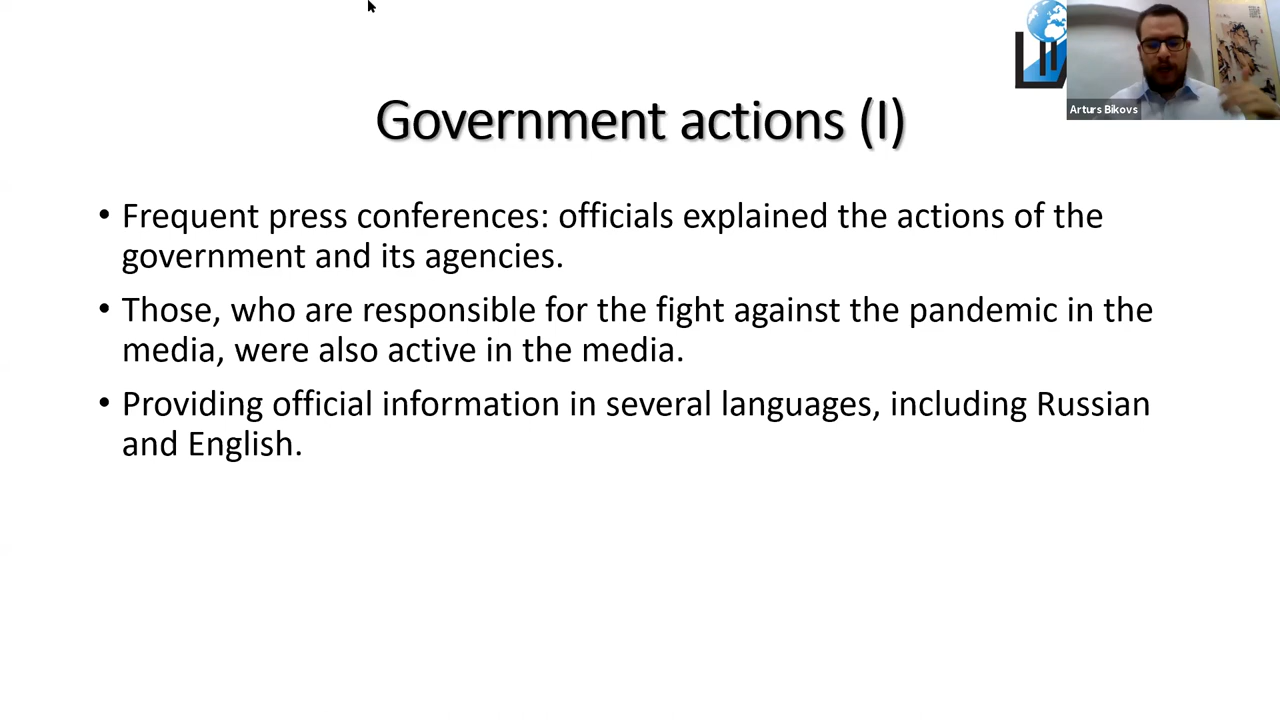 Government actions (I)
Arturs Bikovs
• Frequent press conferences: officials explained the actions of the
government and its agencies.
• Those, who are responsible for the fight against the pandemic in the
media, were also active in the media.
• Providing official information in several languages, including Russian
and English.